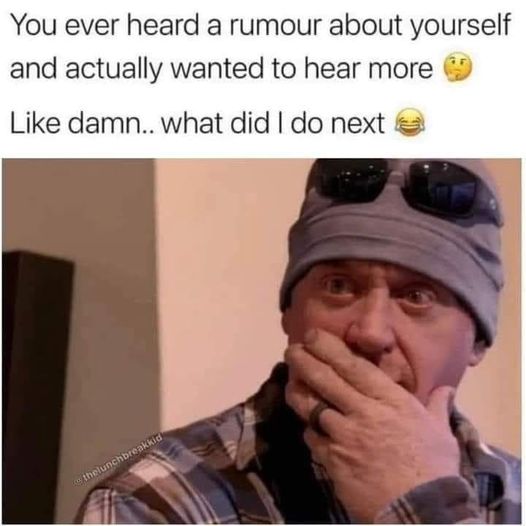 You ever heard a rumour about yourself
and actually wanted to hear more 🤔
Like damn.. what did I do next 😂
@thelunchbreakkid